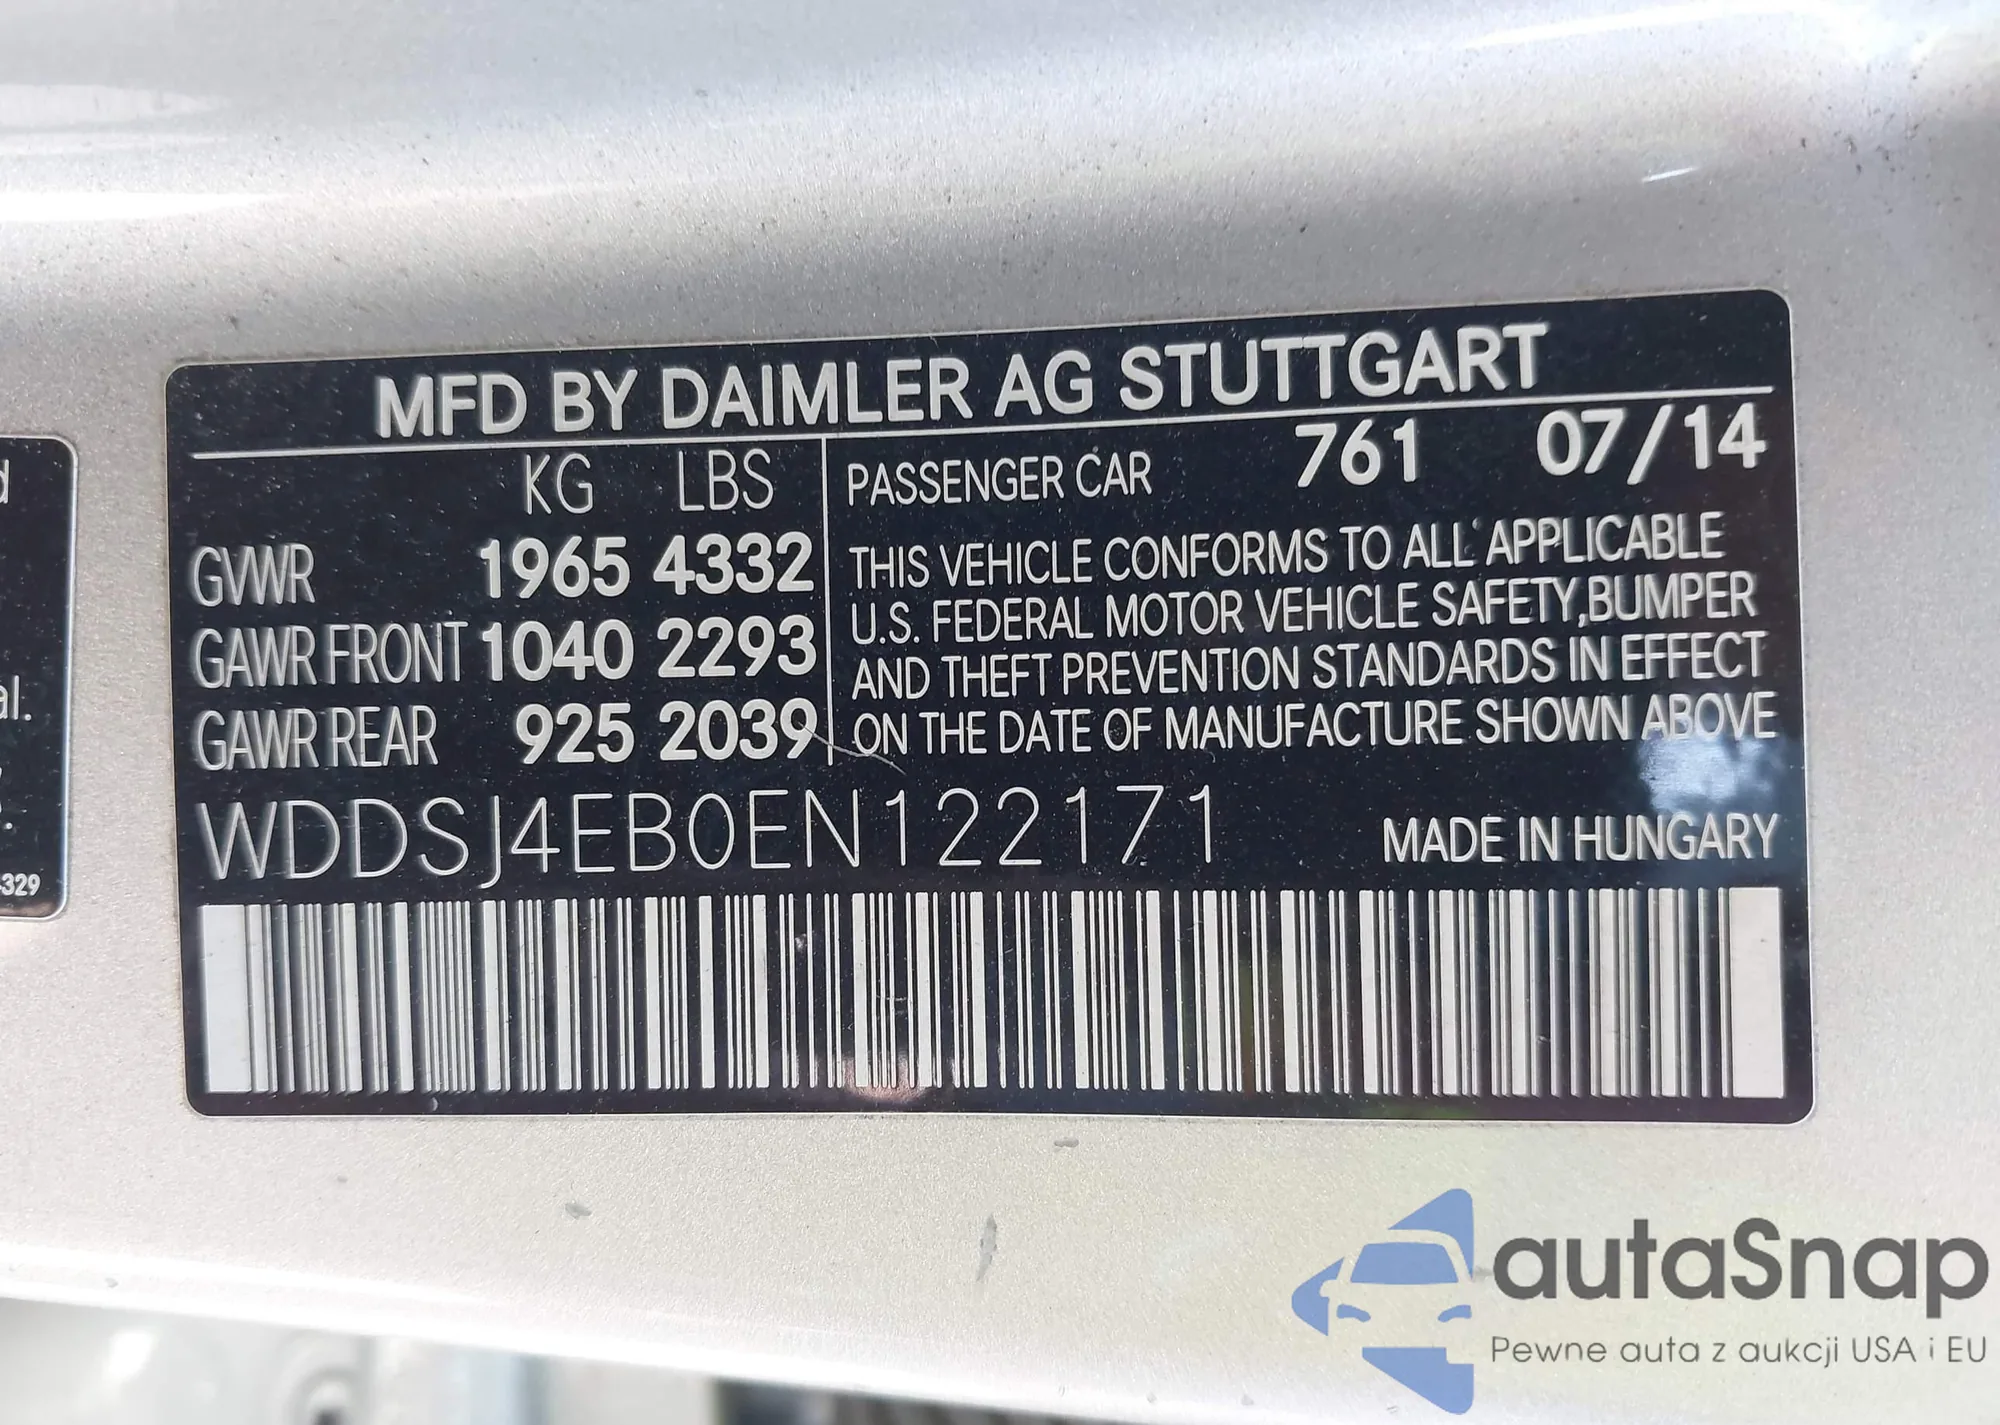 MFD BY DAIMLER AG STUTTGART
KG LBS
GVWR 1965 4332
GAWR FRONT 1040 2293
GAWR REAR 925 2039
PASSENGER CAR 761 07/14
THIS VEHICLE CONFORMS TO ALL APPLICABLE
U.S. FEDERAL MOTOR VEHICLE SAFETY,BUMPER
AND THEFT PREVENTION STANDARDS IN EFFECT
ON THE DATE OF MANUFACTURE SHOWN ABOVE
WDDSJ4EB0EN122171
MADE IN HUNGARY
al.
329
autaSnap
Pewne auta z aukcji USA i EU